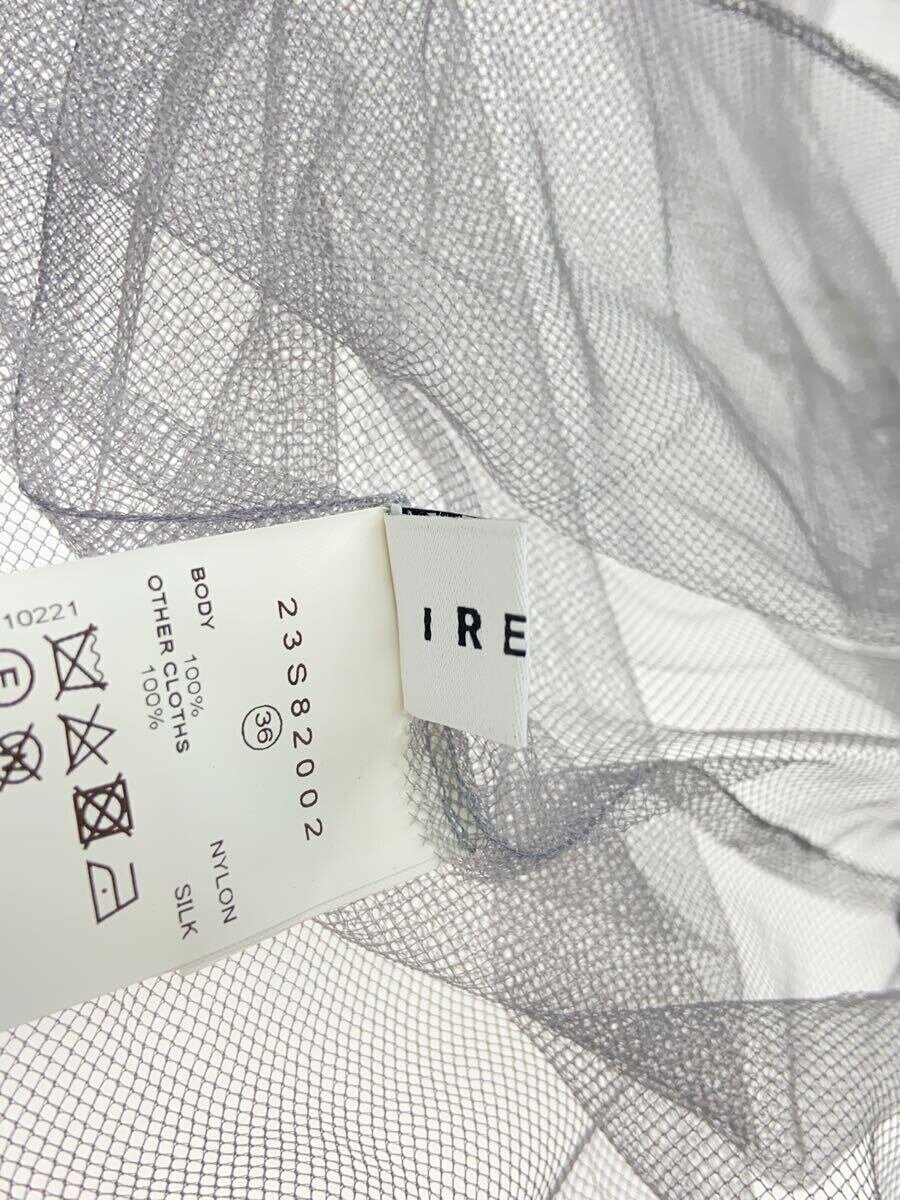 IRE
23S82002
36
BODY 100% NYLON
OTHER CLOTHS
100% SILK
10221
F